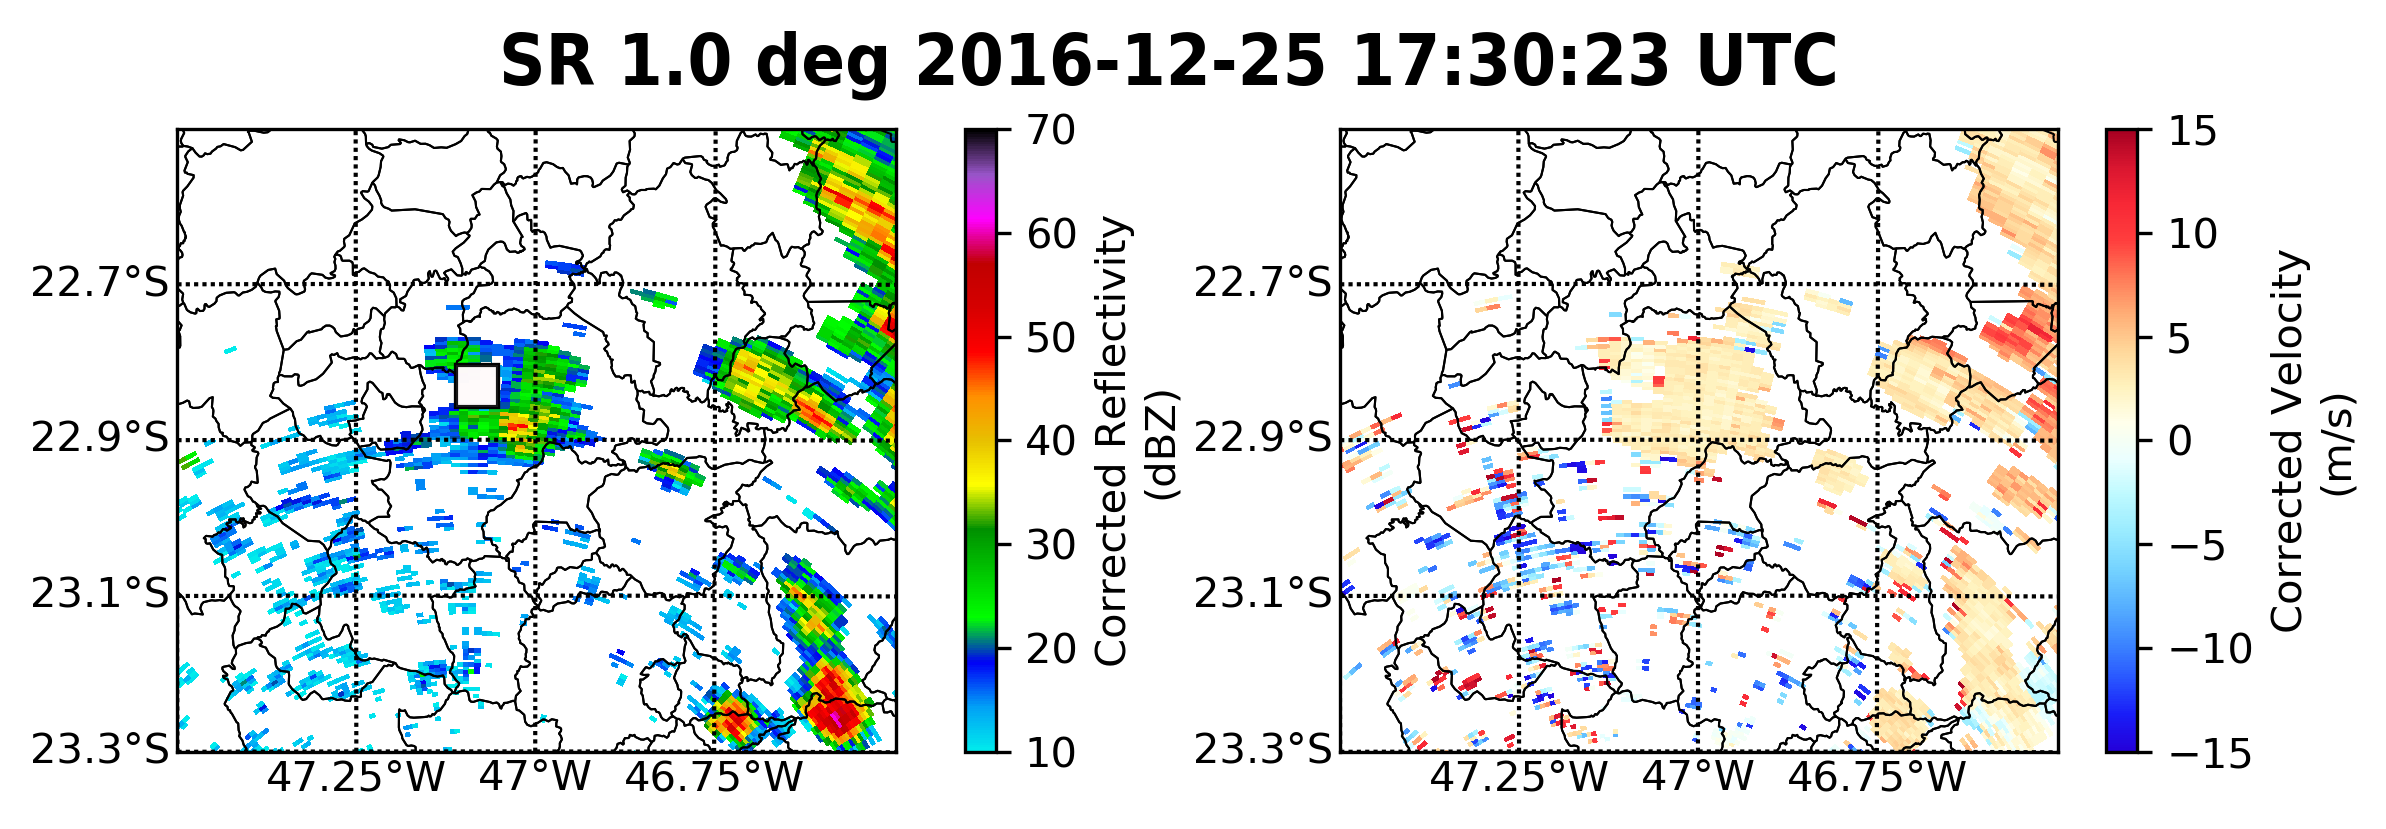 SR 1.0 deg 2016-12-25 17:30:23 UTC
22.7°S
22.9°S
23.1°S
23.3°S
47.25°W 47°W 46.75°W
70
60
50
40
30
20
10
Corrected Reflectivity
(dBZ)
22.7°S
22.9°S
23.1°S
23.3°S
47.25°W 47°W 46.75°W
15
10
5
0
−5
−10
−15
Corrected Velocity
(m/s)